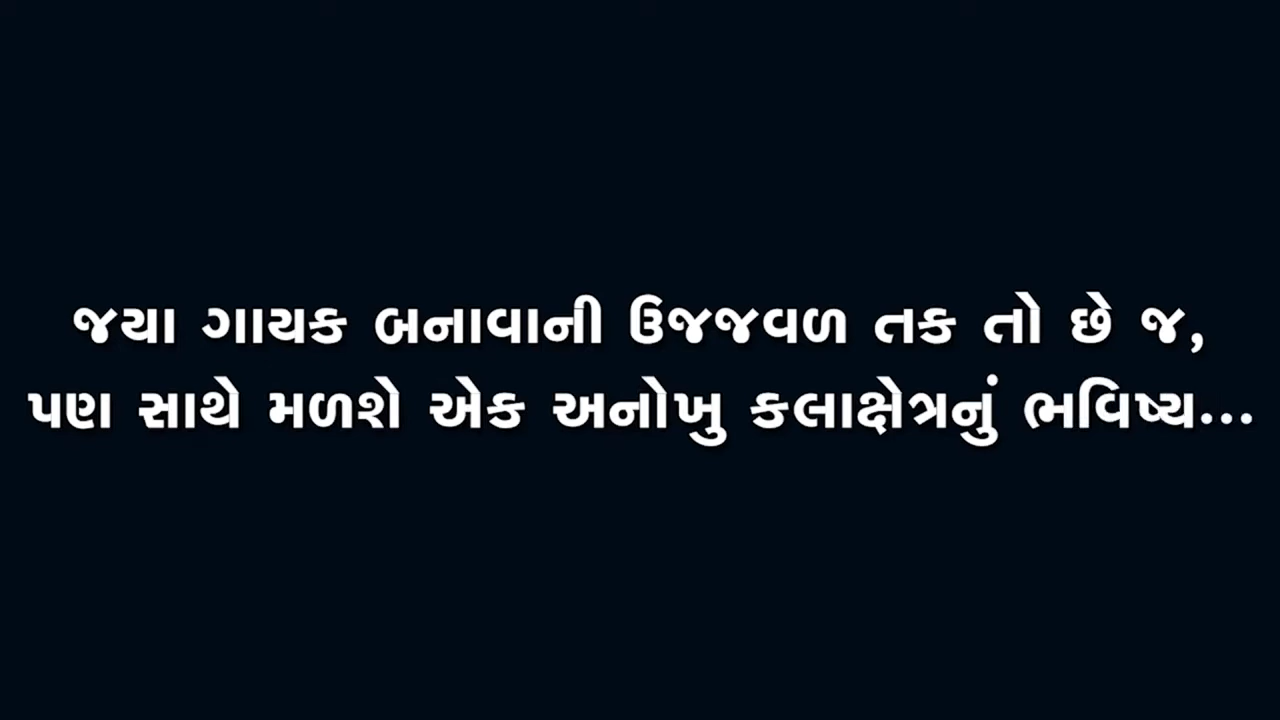 જયા ગાયક બનાવાની ઉજજવળ તક તો છે જ,
પણ સાથે મળશે એક અનોખુ કલાક્ષેત્રનું ભવિષ્ય...